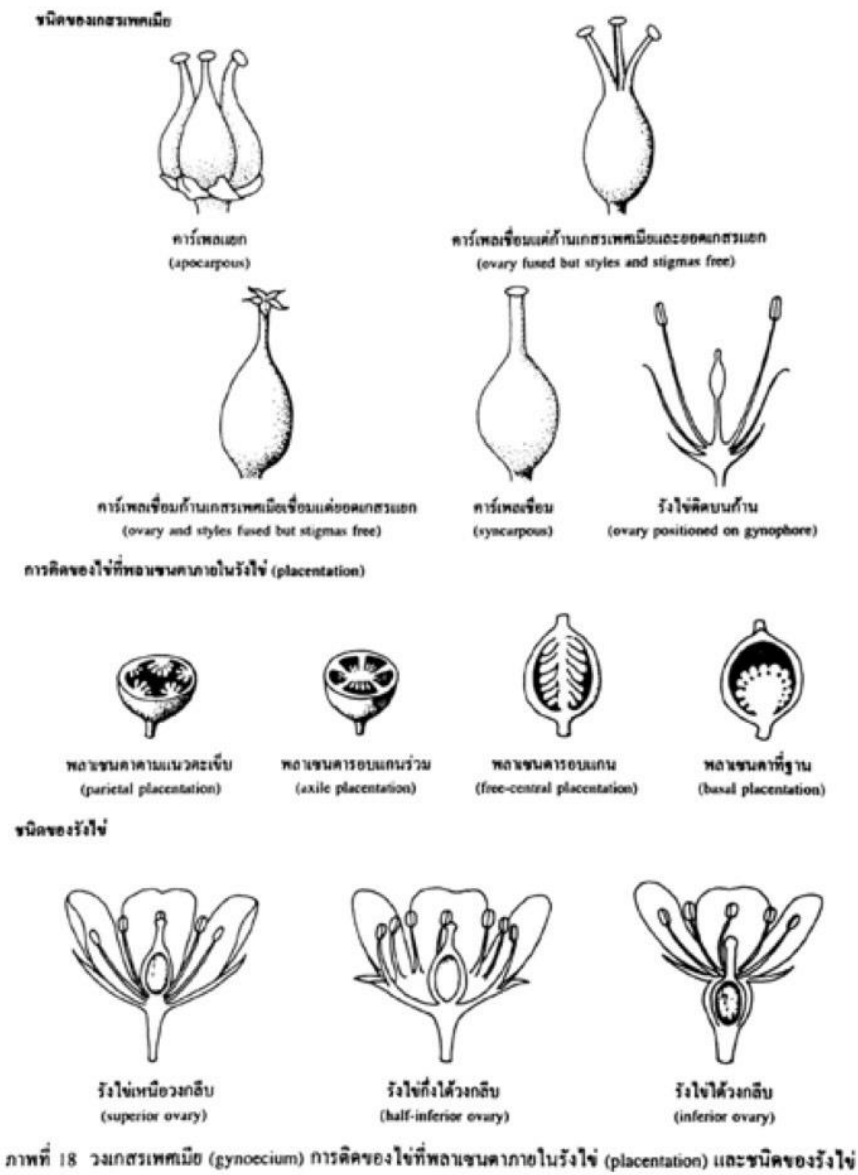 ชนิดของเกสรเพศเมีย
คาร์เพลแยก
(apocarpous)
คาร์เพลเชื่อมแต่ก้านเกสรเพศเมียและยอดเกสรแยก
(ovary fused but styles and stigmas free)
คาร์เพลเชื่อมก้านเกสรเพศเมียเชื่อมแต่ยอดเกสรแยก
(ovary and styles fused but stigmas free)
คาร์เพลเชื่อม
(syncarpous)
รังไข่ติดบนก้าน
(ovary positioned on gynophore)
การติดของไข่ที่พลาเซนตาภายในรังไข่ (placentation)
พลาเซนตาตามแนวตะเข็บ
(parietal placentation)
พลาเซนตารอบแกนร่วม
(axile placentation)
พลาเซนตารอบแกน
(free-central placentation)
พลาเซนตาที่ฐาน
(basal placentation)
ชนิดของรังไข่
รังไข่เหนือวงกลีบ
(superior ovary)
รังไข่กึ่งใต้วงกลีบ
(half-inferior ovary)
รังไข่ใต้วงกลีบ
(inferior ovary)
ภาพที่ 18 วงเกสรเพศเมีย (gynoecium) การติดของไข่ที่พลาเซนตาภายในรังไข่ (placentation) และชนิดของรังไข่